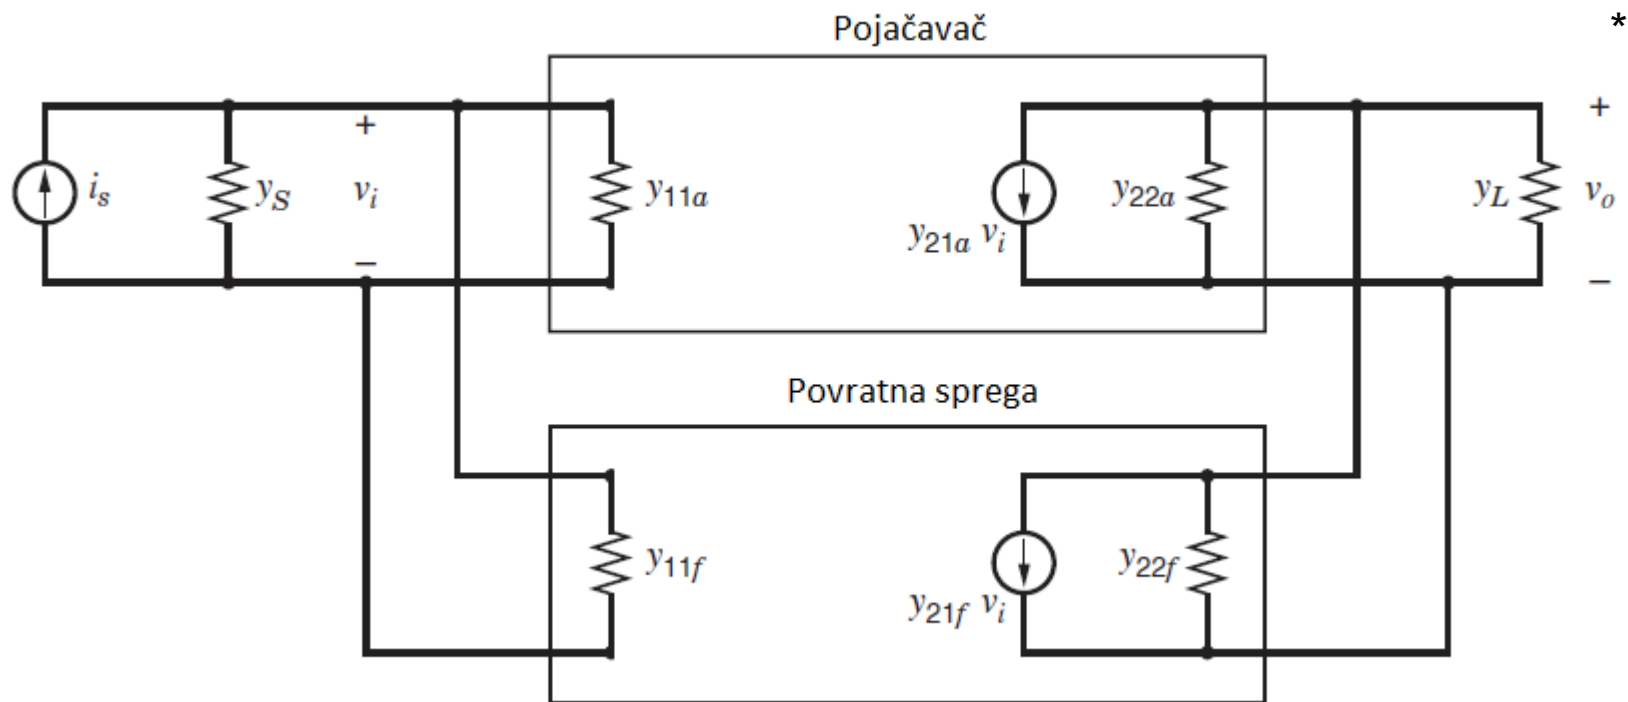 Pojačavač
*
i_s
y_S
+
v_i
−
y_11a
y_21a v_i
y_22a
y_L
+
v_o
−
Povratna sprega
y_11f
y_21f v_i
y_22f